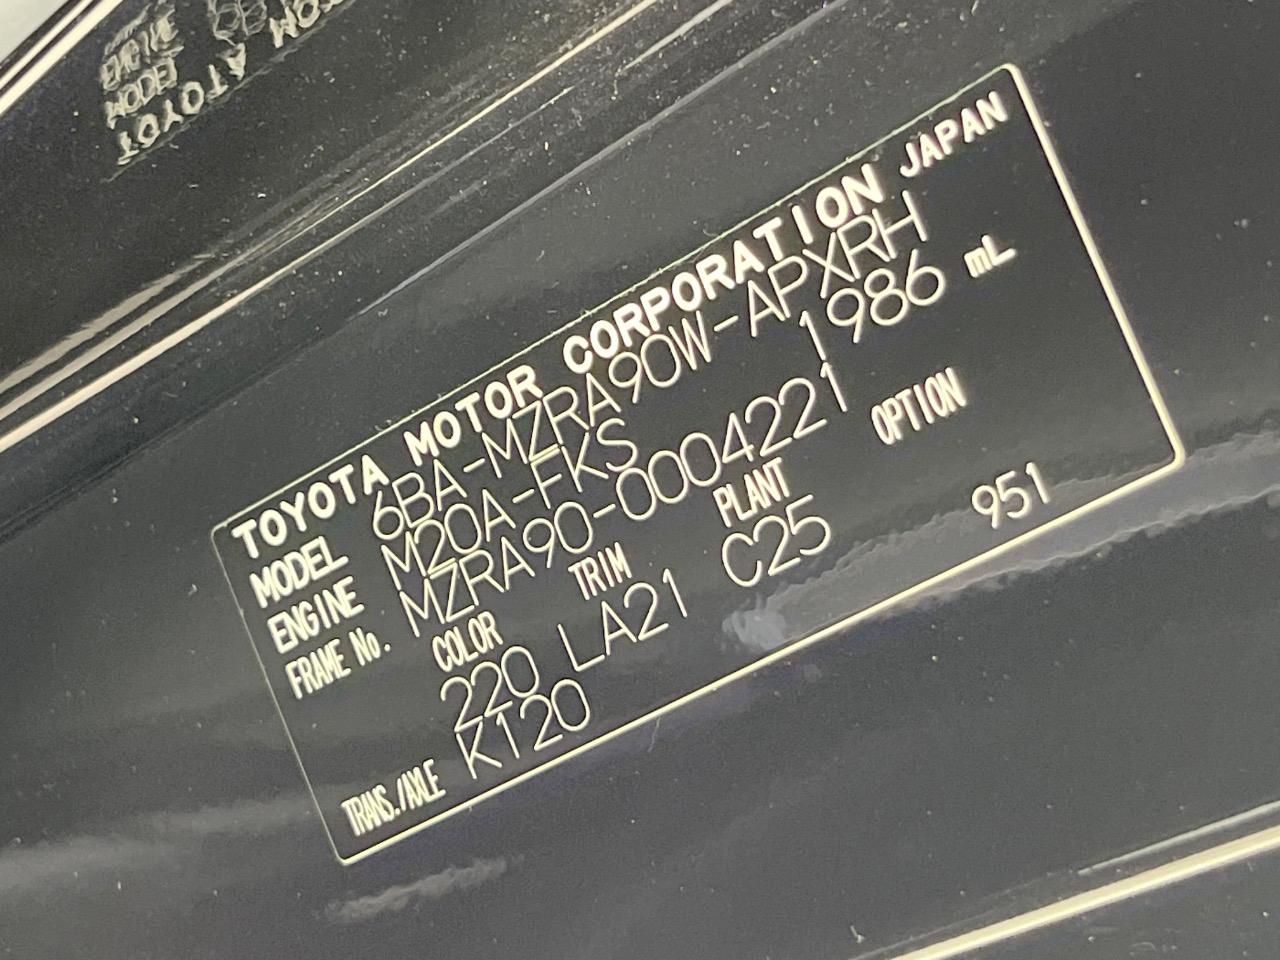 TOYOTA MOTOR CORPORATION JAPAN
MODEL 6BA-MZRA90W-APXRH
ENGINE M20A-FKS 1986 mL
FRAME No. MZRA90-0004221
COLOR TRIM PLANT OPTION
220 LA21 C25 951
TRANS./AXLE K120